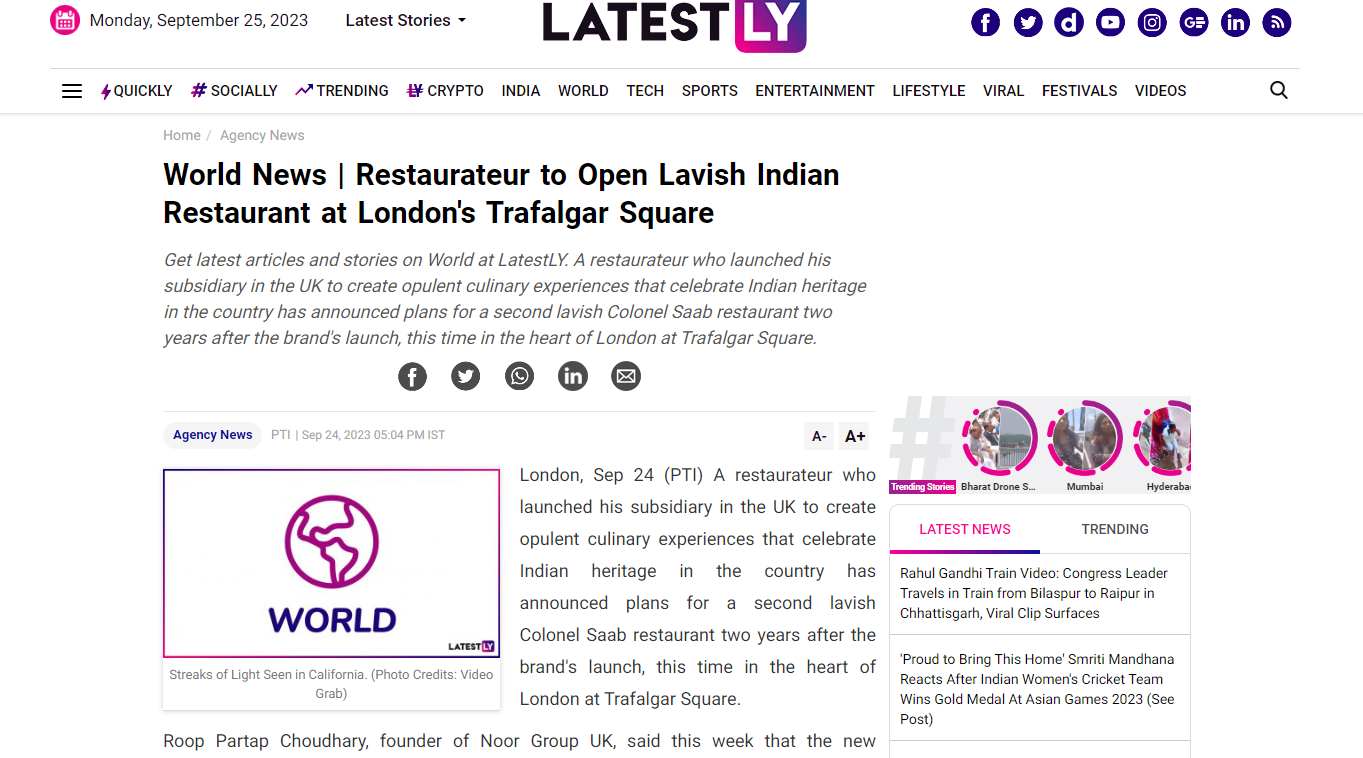 Monday, September 25, 2023
Latest Stories
LATESTLY
QUICKLY
# SOCIALLY
TRENDING
CRYPTO
INDIA
WORLD
TECH
SPORTS
ENTERTAINMENT
LIFESTYLE
VIRAL
FESTIVALS
VIDEOS
Home / Agency News
World News | Restaurateur to Open Lavish Indian
Restaurant at London's Trafalgar Square
Get latest articles and stories on World at LatestLY. A restaurateur who launched his
subsidiary in the UK to create opulent culinary experiences that celebrate Indian heritage
in the country has announced plans for a second lavish Colonel Saab restaurant two
years after the brand's launch, this time in the heart of London at Trafalgar Square.
Agency News
PTI | Sep 24, 2023 05:04 PM IST
A-
A+
WORLD
LATESTLY
Streaks of Light Seen in California. (Photo Credits: Video
Grab)
London, Sep 24 (PTI) A restaurateur who
launched his subsidiary in the UK to create
opulent culinary experiences that celebrate
Indian heritage in the country has
announced plans for a second lavish
Colonel Saab restaurant two years after the
brand's launch, this time in the heart of
London at Trafalgar Square.
Roop Partap Choudhary, founder of Noor Group UK, said this week that the new
#
Trending Stories
Bharat Drone S...
Mumbai
Hyderaba
LATEST NEWS
TRENDING
Rahul Gandhi Train Video: Congress Leader
Travels in Train from Bilaspur to Raipur in
Chhattisgarh, Viral Clip Surfaces
'Proud to Bring This Home' Smriti Mandhana
Reacts After Indian Women's Cricket Team
Wins Gold Medal At Asian Games 2023 (See
Post)